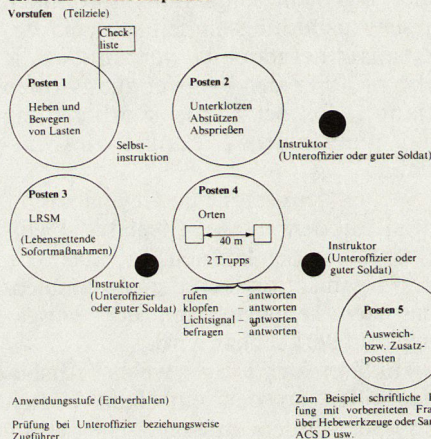 Vorstufen (Teilziele)
Check-
liste
Posten 1
Heben und
Bewegen
von Lasten
Selbst-
instruktion
Posten 2
Unterklotzen
Abstützen
Absprießen
Instruktor
(Unteroffizier oder guter Soldat)
Posten 3
LRSM
(Lebensrettende
Sofortmaßnahmen)
Instruktor
(Unteroffizier
oder guter Soldat)
Posten 4
Orten
40 m
2 Trupps
Instruktor
(Unteroffizier oder
guter Soldat)
rufen – antworten
klopfen – antworten
Lichtsignal – antworten
befragen – antworten
Posten 5
Ausweich-
bzw. Zusatz-
posten
Anwendungsstufe (Endverhalten)
Prüfung bei Unteroffizier beziehungsweise
Zugführer
Zum Beispiel schriftliche
fung mit vorbereiteten
über Hebewerkzeuge oder
ACS D usw.